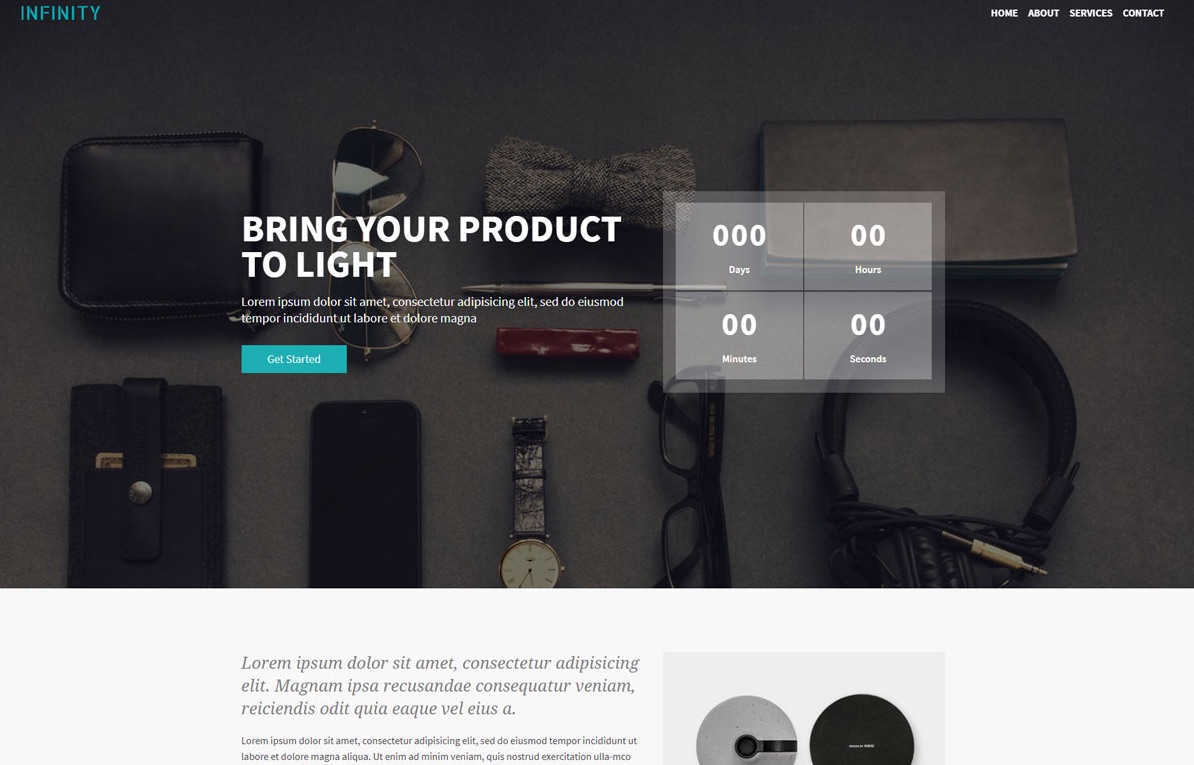 INFINITY
HOME ABOUT SERVICES CONTACT
BRING YOUR PRODUCT
TO LIGHT
Lorem ipsum dolor sit amet, consectetur adipisicing elit, sed do eiusmod
tempor incididunt ut labore et dolore magna
Get Started
000 00
Days Hours
00 00
Minutes Seconds
Lorem ipsum dolor sit amet, consectetur adipisicing
elit. Magnam ipsa recusandae consequatur veniam,
reiciendis odit quia eaque vel eius a.
Lorem ipsum dolor sit amet, consectetur adipisicing elit, sed do eiusmod tempor incididunt ut
labore et dolore magna aliqua. Ut enim ad minim veniam, quis nostrud exercitation ulla-mco